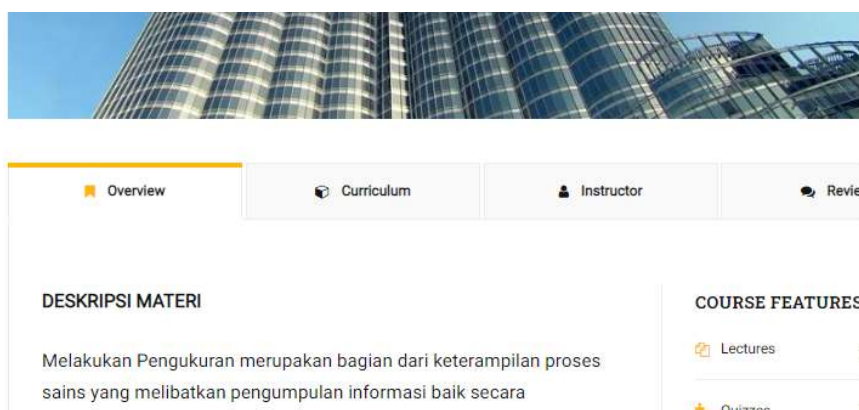 Overview
Curriculum
Instructor
DESKRIPSI MATERI
COURSE FEATURES
Lectures
Melakukan Pengukuran merupakan bagian dari keterampilan proses
sains yang melibatkan pengumpulan informasi baik secara
Quizzes